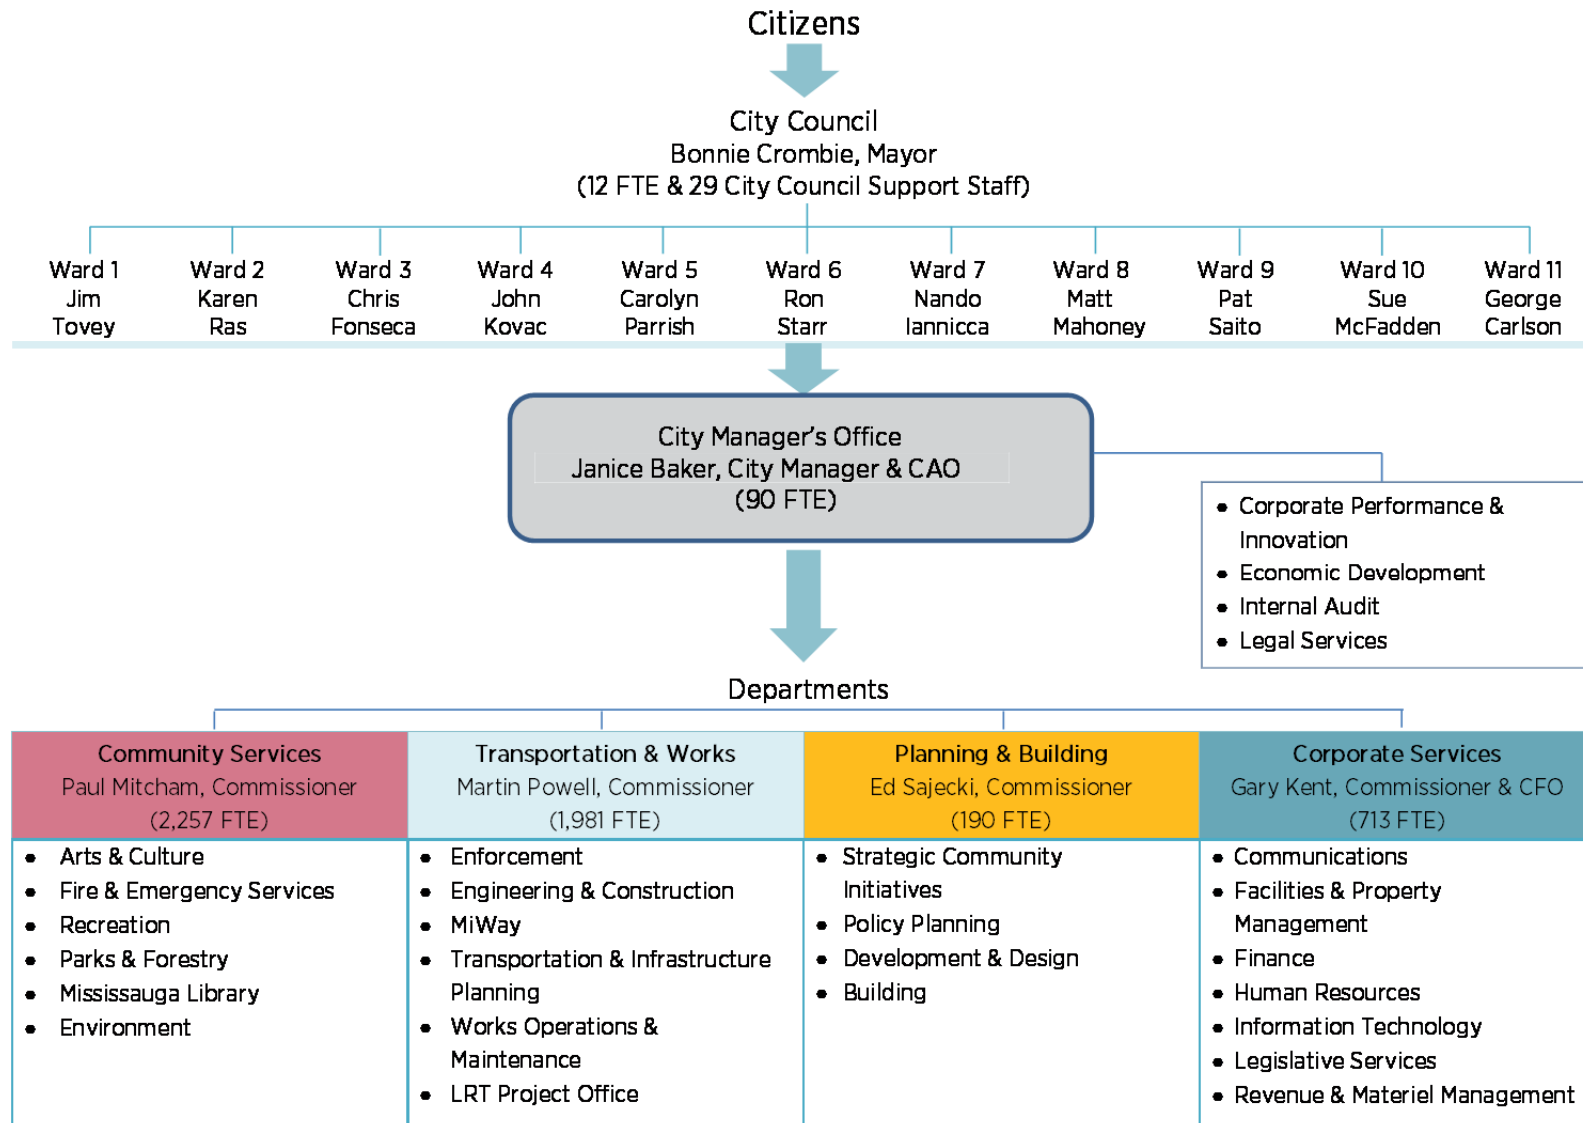 Citizens
City Council
Bonnie Crombie, Mayor
(12 FTE & 29 City Council Support Staff)
Ward 1
Jim
Tovey
Ward 2
Karen
Ras
Ward 3
Chris
Fonseca
Ward 4
John
Kovac
Ward 5
Carolyn
Parrish
Ward 6
Ron
Starr
Ward 7
Nando
Iannicca
Ward 8
Matt
Mahoney
Ward 9
Pat
Saito
Ward 10
Sue
McFadden
Ward 11
George
Carlson
City Manager's Office
Janice Baker, City Manager & CAO
(90 FTE)
• Corporate Performance &
Innovation
• Economic Development
• Internal Audit
• Legal Services
Departments
Community Services
Paul Mitcham, Commissioner
(2,257 FTE)
• Arts & Culture
• Fire & Emergency Services
• Recreation
• Parks & Forestry
• Mississauga Library
• Environment
Transportation & Works
Martin Powell, Commissioner
(1,981 FTE)
• Enforcement
• Engineering & Construction
• MiWay
• Transportation & Infrastructure
Planning
• Works Operations &
Maintenance
• LRT Project Office
Planning & Building
Ed Sajecki, Commissioner
(190 FTE)
• Strategic Community
Initiatives
• Policy Planning
• Development & Design
• Building
Corporate Services
Gary Kent, Commissioner & CFO
(713 FTE)
• Communications
• Facilities & Property
Management
• Finance
• Human Resources
• Information Technology
• Legislative Services
• Revenue & Materiel Management